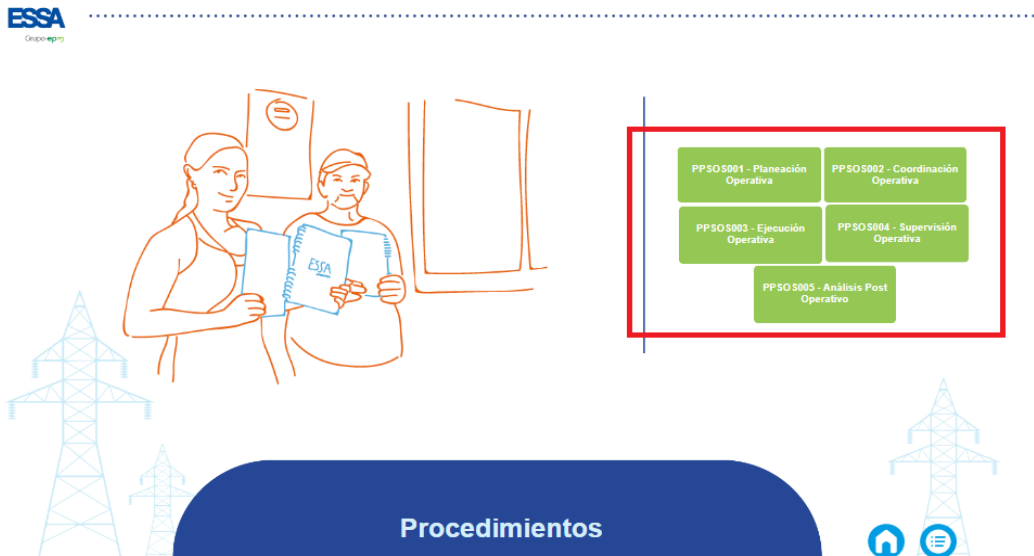 ESSA
Grupo·epm
ESSA
PPSOS001 - Planeación
Operativa
PPSOS002 - Coordinación
Operativa
PPSOS003 - Ejecución
Operativa
PPSOS004 - Supervisión
Operativa
PPSOS005 - Análisis Post
Operativo
Procedimientos